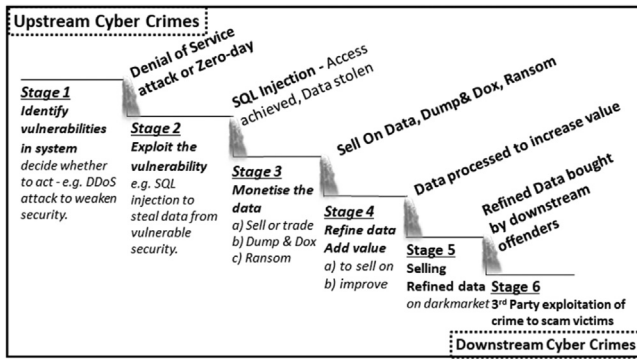 Upstream Cyber Crimes
Denial of Service
attack or Zero-day
SQL Injection - Access
achieved, Data stolen
Sell On Data, Dump& Dox, Ransom
Data processed to increase value
Refined Data bought
by downstream
offenders
Stage 1
Identify
vulnerabilities
in system
decide whether
to act - e.g. DDoS
attack to weaken
security.
Stage 2
Exploit the
vulnerability
e.g. SQL
injection to
steal data from
vulnerable
security.
Stage 3
Monetise the
data
a) Sell or trade
b) Dump & Dox
c) Ransom
Stage 4
Refine data
Add value
a) to sell on
b) improve
Stage 5
Selling
Refined data
on darkmarket
Stage 6
3rd Party exploitation of
crime to scam victims
Downstream Cyber Crimes